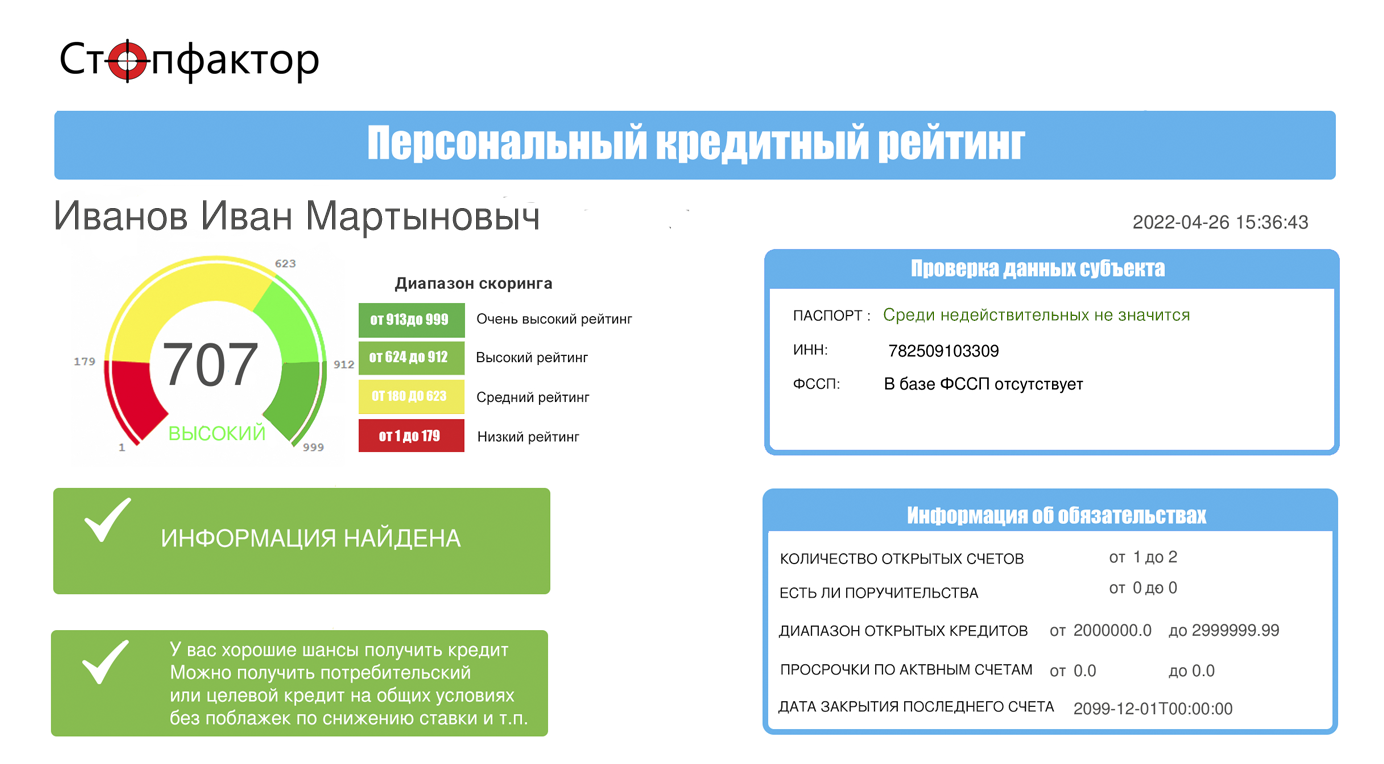 Стопфактор
Персональный кредитный рейтинг
Иванов Иван Мартыновыч
2022-04-26 15:36:43
623
179
912
707
ВЫСОКИЙ
1
999
Диапазон скоринга
от 913до 999 Очень высокий рейтинг
от 624 до 912 Высокий рейтинг
ОТ 180 ДО 623 Средний рейтинг
от 1 до 179 Низкий рейтинг
Проверка данных субъекта
ПАСПОРТ : Среди недействительных не значится
ИНН: 782509103309
ФССП: В базе ФССП отсутствует
ИНФОРМАЦИЯ НАЙДЕНА
У вас хорошие шансы получить кредит
Можно получить потребительский
или целевой кредит на общих условиях
без поблажек по снижению ставки и т.п.
Информация об обязательствах
КОЛИЧЕСТВО ОТКРЫТЫХ СЧЕТОВ от 1 до 2
ЕСТЬ ЛИ ПОРУЧИТЕЛЬСТВА от 0 до 0
ДИАПАЗОН ОТКРЫТЫХ КРЕДИТОВ от 2000000.0 до 2999999.99
ПРОСРОЧКИ ПО АКТВНЫМ СЧЕТАМ от 0.0 до 0.0
ДАТА ЗАКРЫТИЯ ПОСЛЕДНЕГО СЧЕТА 2099-12-01T00:00:00